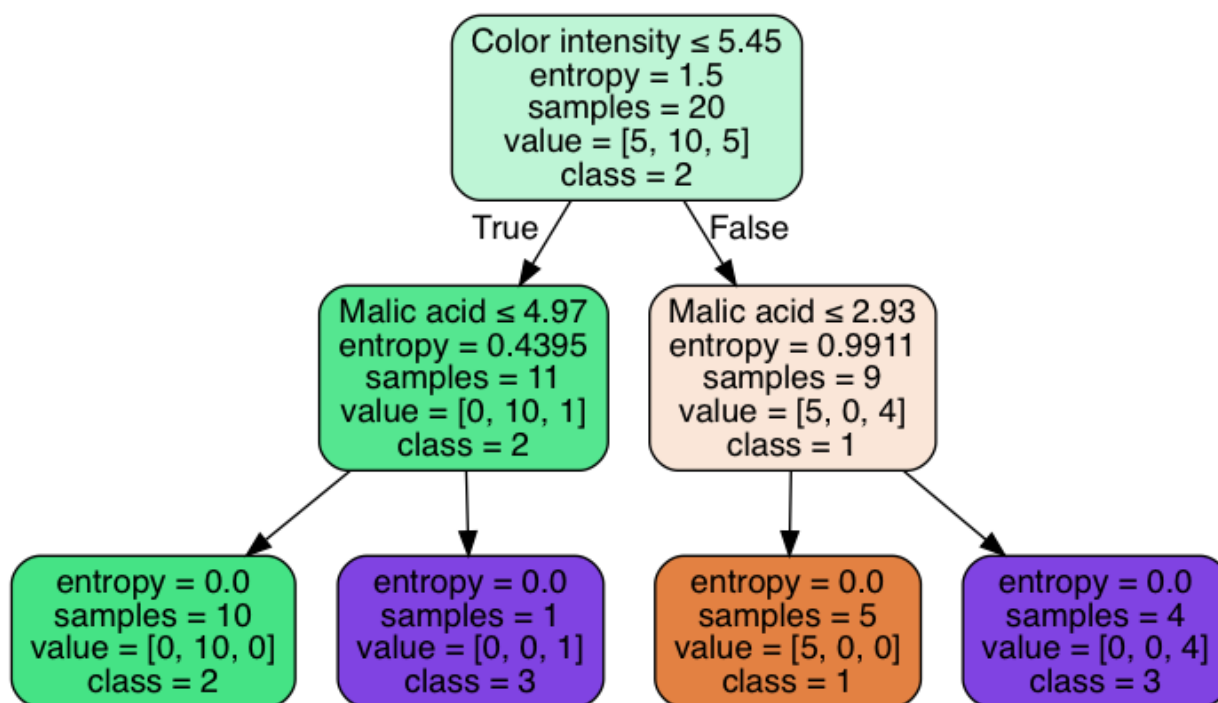 Color intensity ≤ 5.45
entropy = 1.5
samples = 20
value = [5, 10, 5]
class = 2
True
False
Malic acid ≤ 4.97
entropy = 0.4395
samples = 11
value = [0, 10, 1]
class = 2
Malic acid ≤ 2.93
entropy = 0.9911
samples = 9
value = [5, 0, 4]
class = 1
entropy = 0.0
samples = 10
value = [0, 10, 0]
class = 2
entropy = 0.0
samples = 1
value = [0, 0, 1]
class = 3
entropy = 0.0
samples = 5
value = [5, 0, 0]
class = 1
entropy = 0.0
samples = 4
value = [0, 0, 4]
class = 3